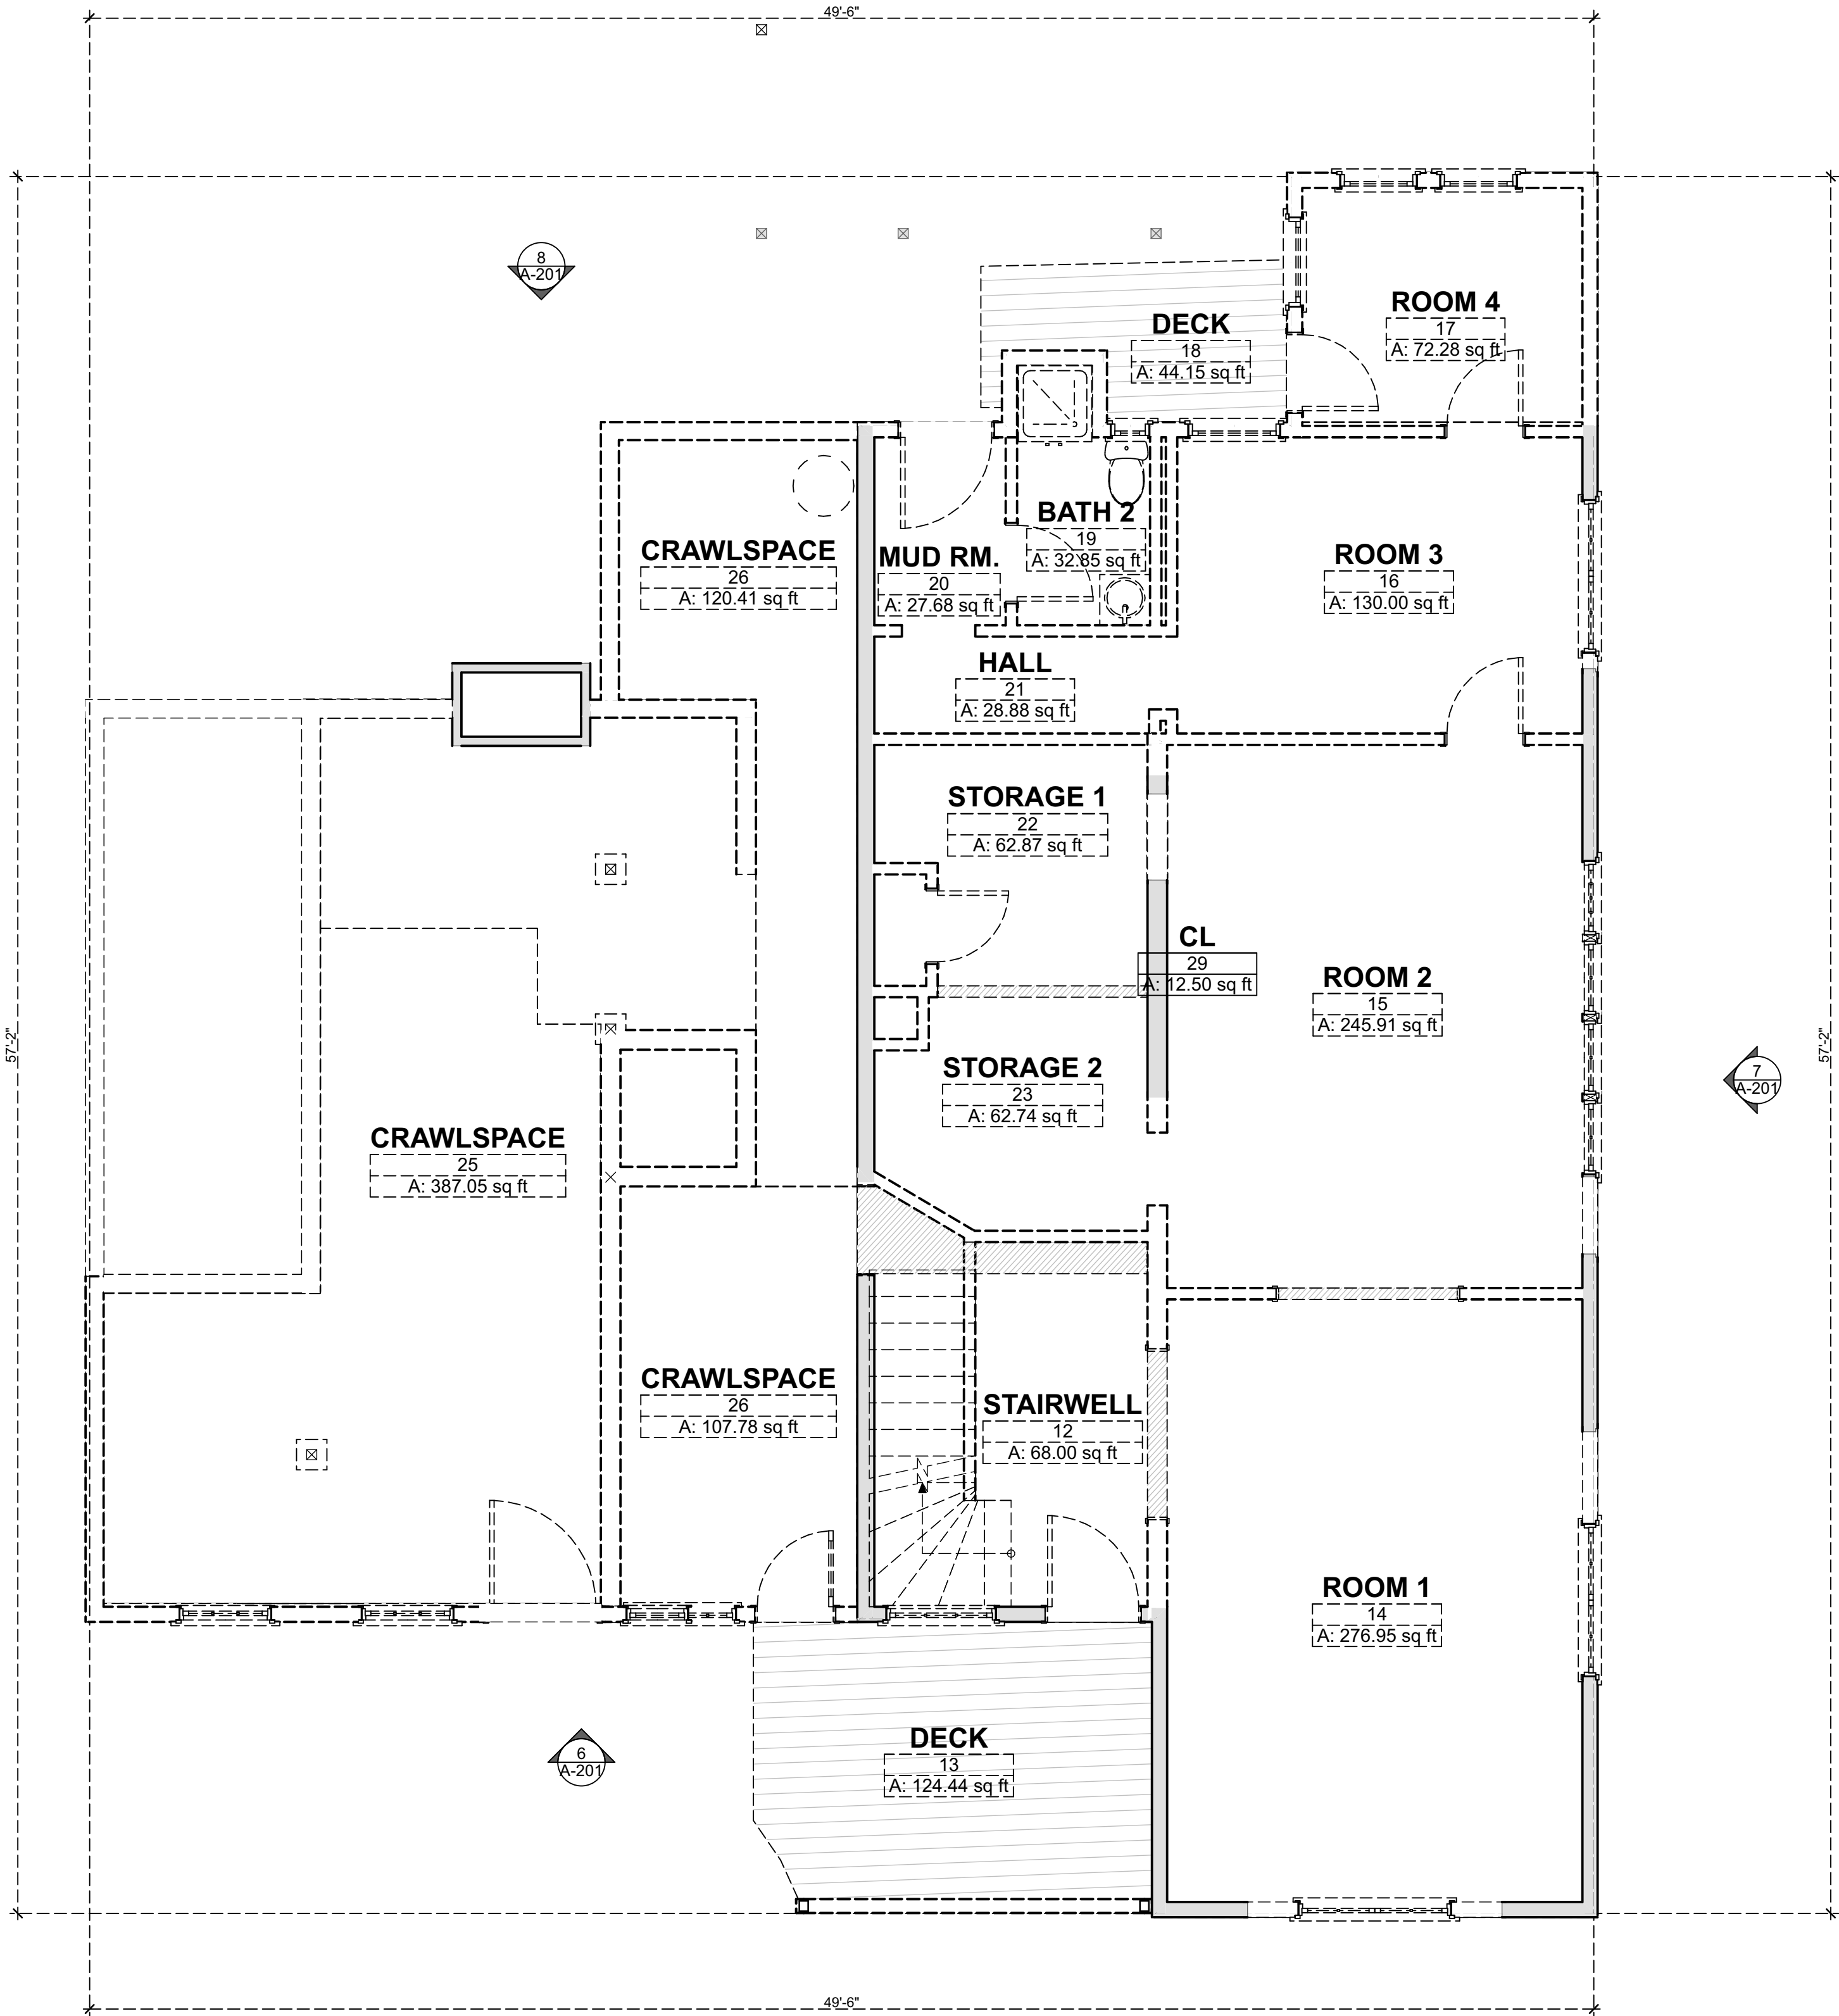 49'-6"
8
A-201
ROOM 4
17
A: 72.28 sq ft
DECK
18
A: 44.15 sq ft
BATH 2
19
A: 32.85 sq ft
CRAWLSPACE
26
A: 120.41 sq ft
MUD RM.
20
A: 27.68 sq ft
ROOM 3
16
A: 130.00 sq ft
HALL
21
A: 28.88 sq ft
STORAGE 1
22
A: 62.87 sq ft
CL
29
A: 12.50 sq ft
ROOM 2
15
A: 245.91 sq ft
57'-2"
57'-2"
STORAGE 2
23
A: 62.74 sq ft
7
A-201
CRAWLSPACE
25
A: 387.05 sq ft
CRAWLSPACE
26
A: 107.78 sq ft
STAIRWELL
12
A: 68.00 sq ft
ROOM 1
14
A: 276.95 sq ft
DECK
13
A: 124.44 sq ft
6
A-201
49'-6"